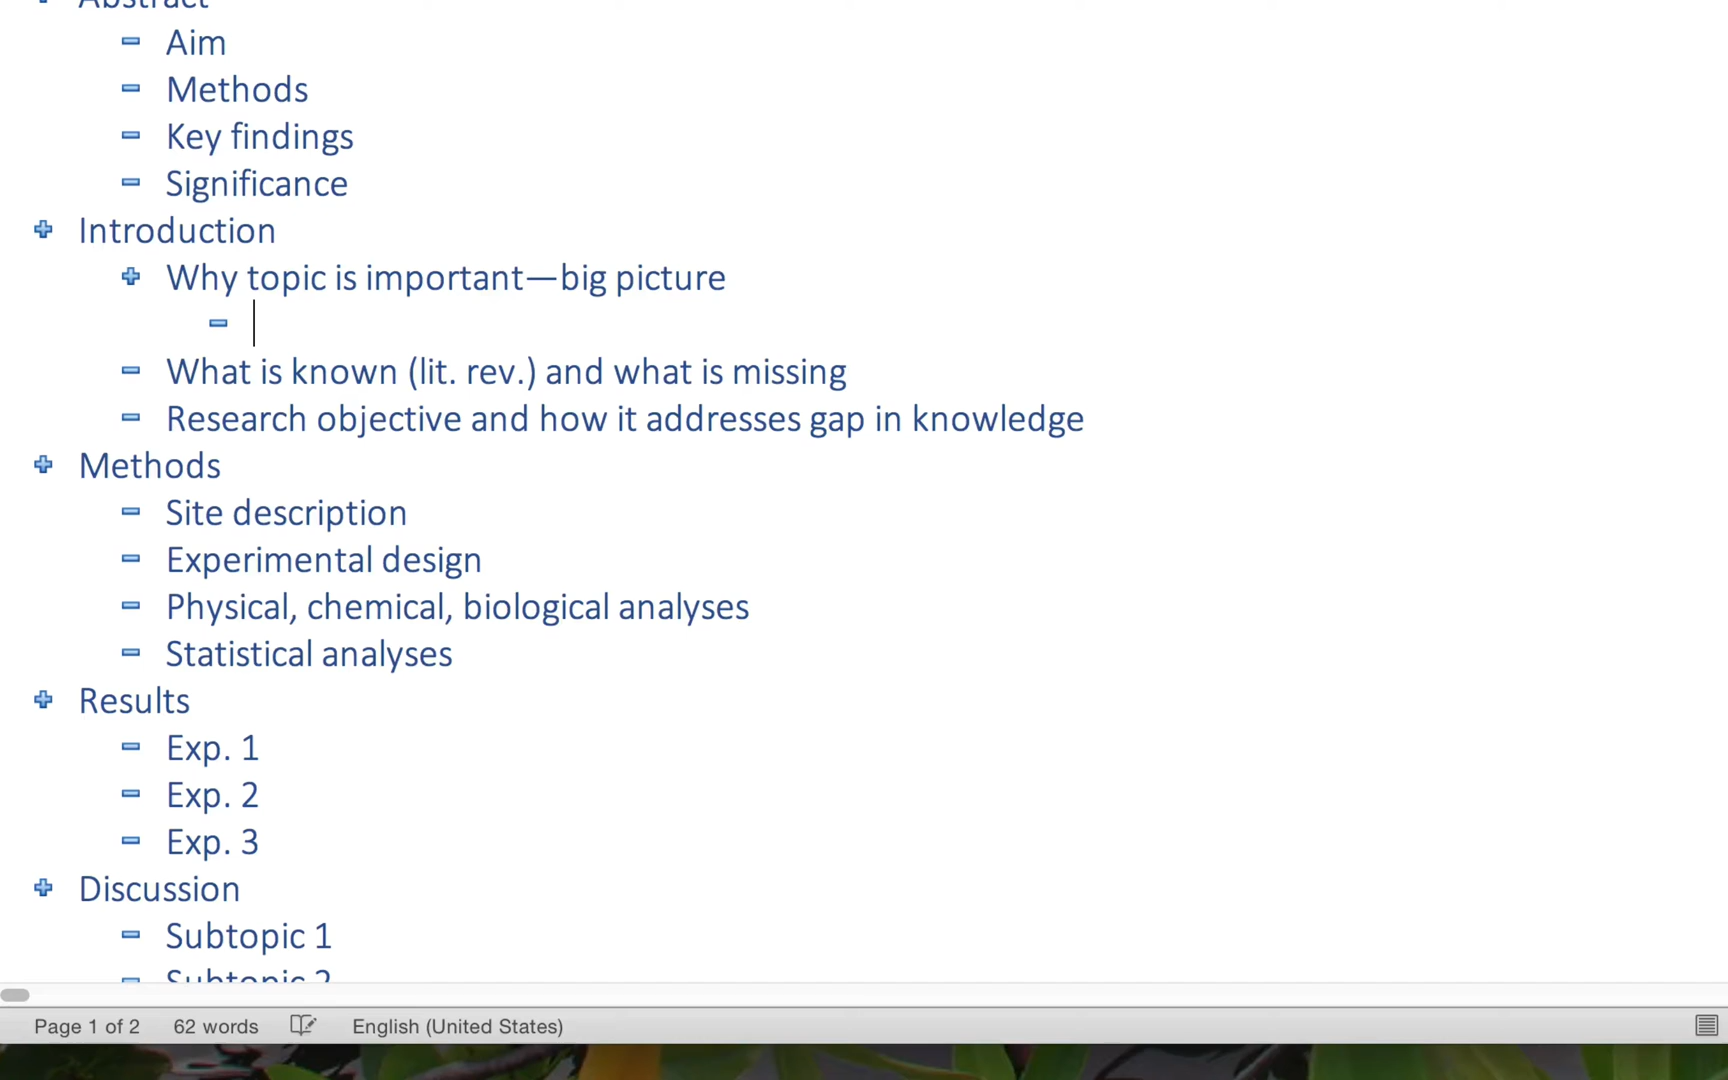 Abstract
Aim
Methods
Key findings
Significance
Introduction
Why topic is important—big picture
What is known (lit. rev.) and what is missing
Research objective and how it addresses gap in knowledge
Methods
Site description
Experimental design
Physical, chemical, biological analyses
Statistical analyses
Results
Exp. 1
Exp. 2
Exp. 3
Discussion
Subtopic 1
Subtopic 2
Page 1 of 2 62 words English (United States)